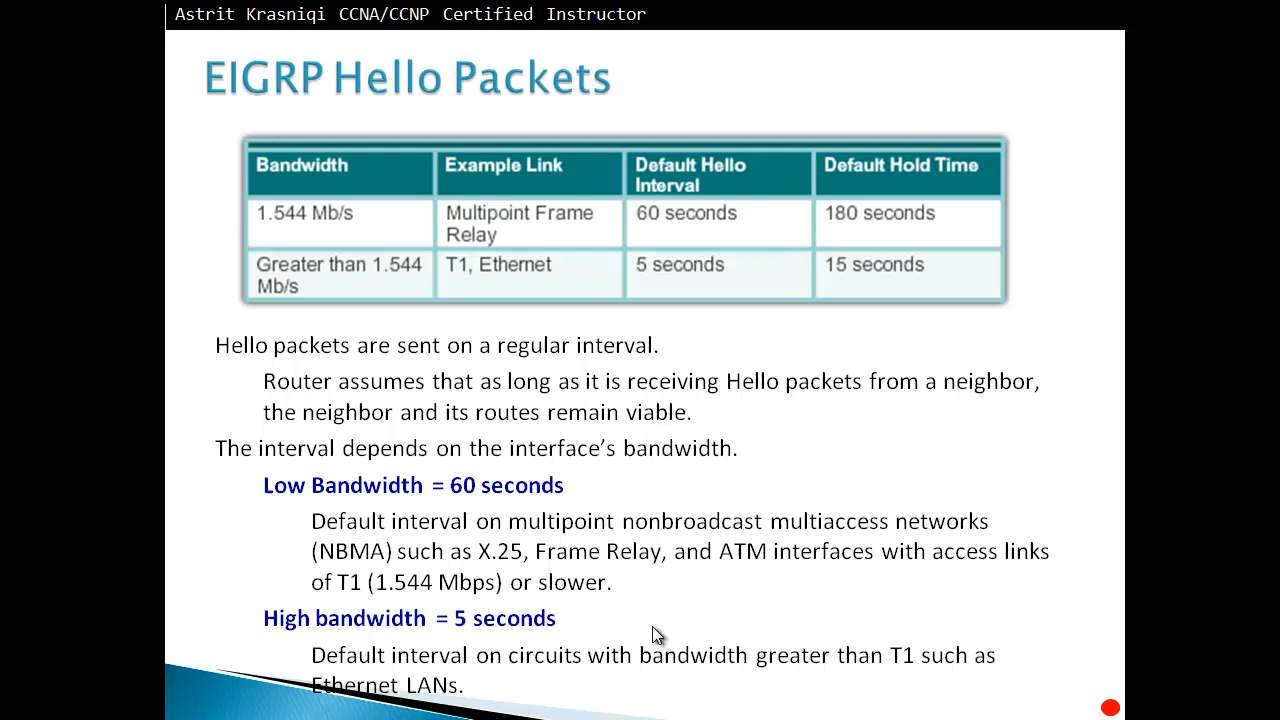 Astrit Krasniqi CCNA/CCNP Certified Instructor
EIGRP Hello Packets
Bandwidth Example Link Default Hello Interval Default Hold Time
1.544 Mb/s Multipoint Frame Relay 60 seconds 180 seconds
Greater than 1.544 Mb/s T1, Ethernet 5 seconds 15 seconds
Hello packets are sent on a regular interval.
Router assumes that as long as it is receiving Hello packets from a neighbor,
the neighbor and its routes remain viable.
The interval depends on the interface’s bandwidth.
Low Bandwidth = 60 seconds
Default interval on multipoint nonbroadcast multiaccess networks
(NBMA) such as X.25, Frame Relay, and ATM interfaces with access links
of T1 (1.544 Mbps) or slower.
High bandwidth = 5 seconds
Default interval on circuits with bandwidth greater than T1 such as
Ethernet LANs.